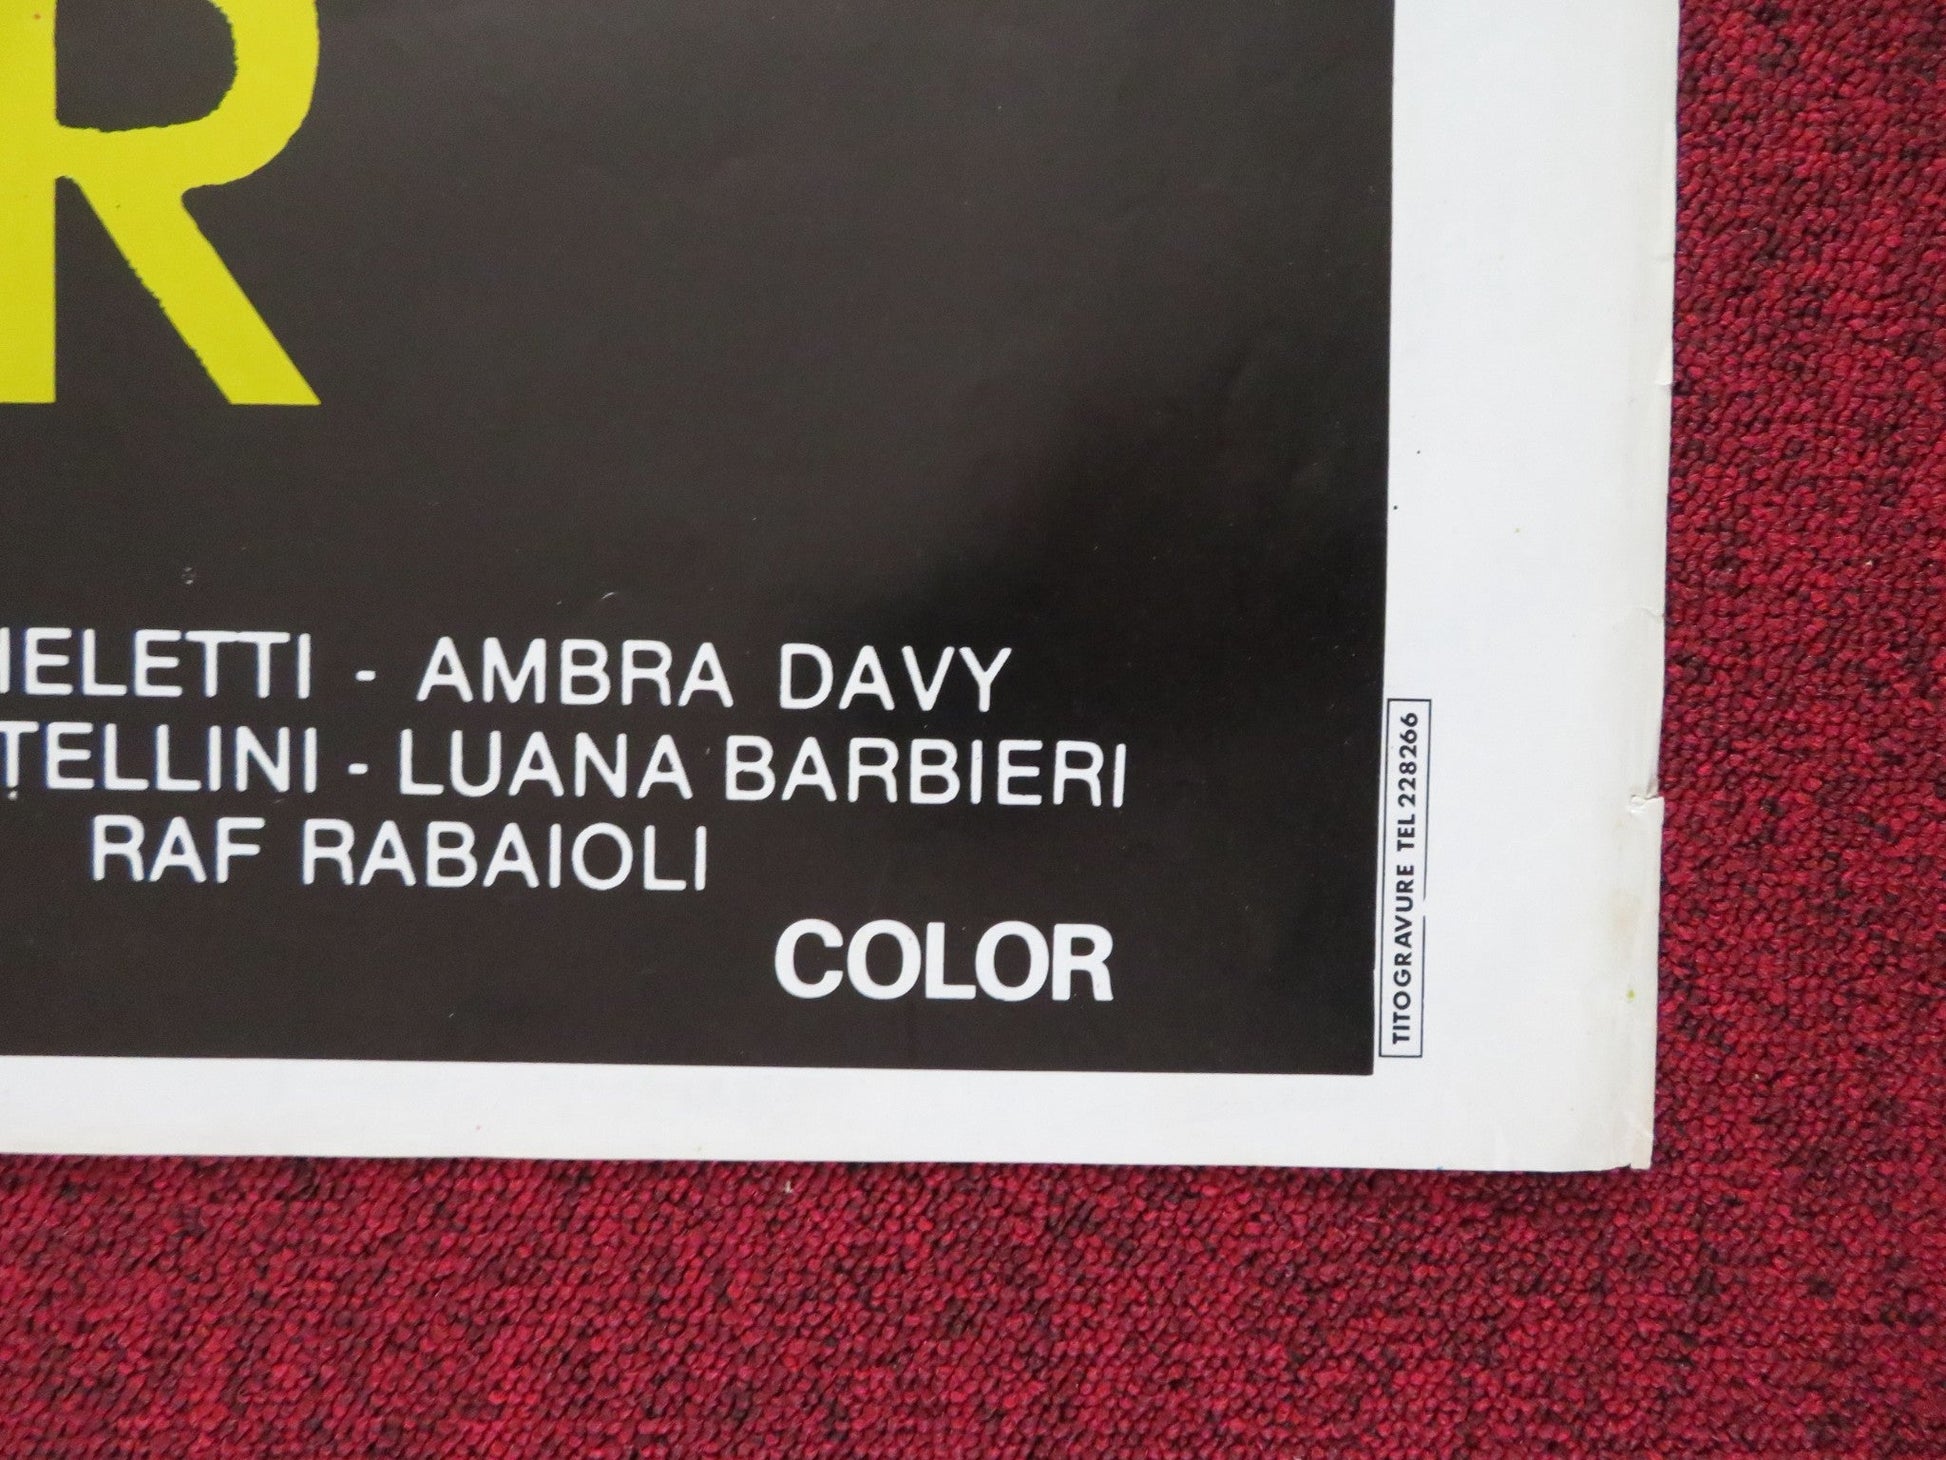 R
IELETTI - AMBRA DAVY
TELLINI - LUANA BARBIERI
RAF RABAIOLI
COLOR
TITOGRAVURE TEL 228266